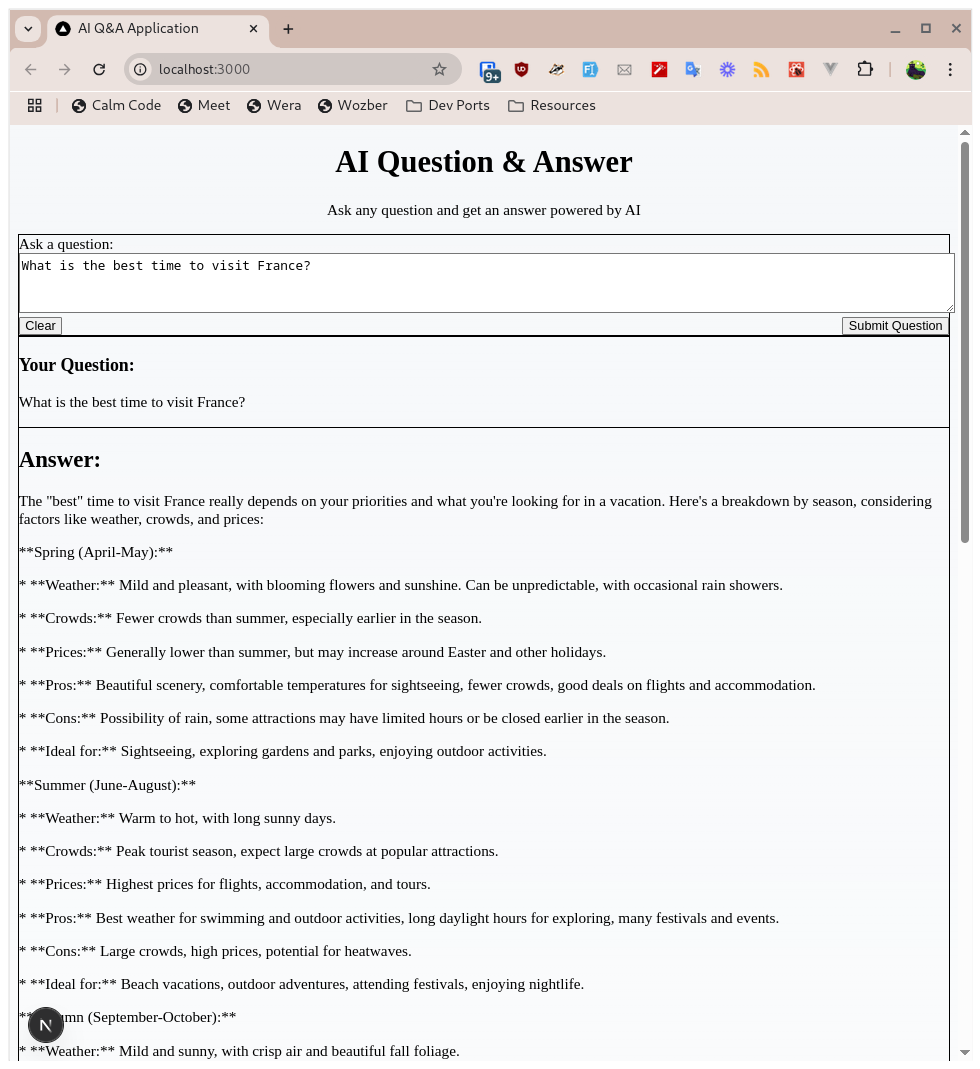 AI Q&A Application
localhost:3000
9+
Calm Code
Meet
Wera
Wozber
Dev Ports
Resources
AI Question & Answer
Ask any question and get an answer powered by AI
Ask a question:
What is the best time to visit France?
Clear
Submit Question
Your Question:
What is the best time to visit France?
Answer:
The "best" time to visit France really depends on your priorities and what you're looking for in a vacation. Here's a breakdown by season, considering
factors like weather, crowds, and prices:
**Spring (April-May):**
* **Weather:** Mild and pleasant, with blooming flowers and sunshine. Can be unpredictable, with occasional rain showers.
* **Crowds:** Fewer crowds than summer, especially earlier in the season.
* **Prices:** Generally lower than summer, but may increase around Easter and other holidays.
* **Pros:** Beautiful scenery, comfortable temperatures for sightseeing, fewer crowds, good deals on flights and accommodation.
* **Cons:** Possibility of rain, some attractions may have limited hours or be closed earlier in the season.
* **Ideal for:** Sightseeing, exploring gardens and parks, enjoying outdoor activities.
**Summer (June-August):**
* **Weather:** Warm to hot, with long sunny days.
* **Crowds:** Peak tourist season, expect large crowds at popular attractions.
* **Prices:** Highest prices for flights, accommodation, and tours.
* **Pros:** Best weather for swimming and outdoor activities, long daylight hours for exploring, many festivals and events.
* **Cons:** Large crowds, high prices, potential for heatwaves.
* **Ideal for:** Beach vacations, outdoor adventures, attending festivals, enjoying nightlife.
(September-October):**
N
* **Weather:** Mild and sunny, with crisp air and beautiful fall foliage.